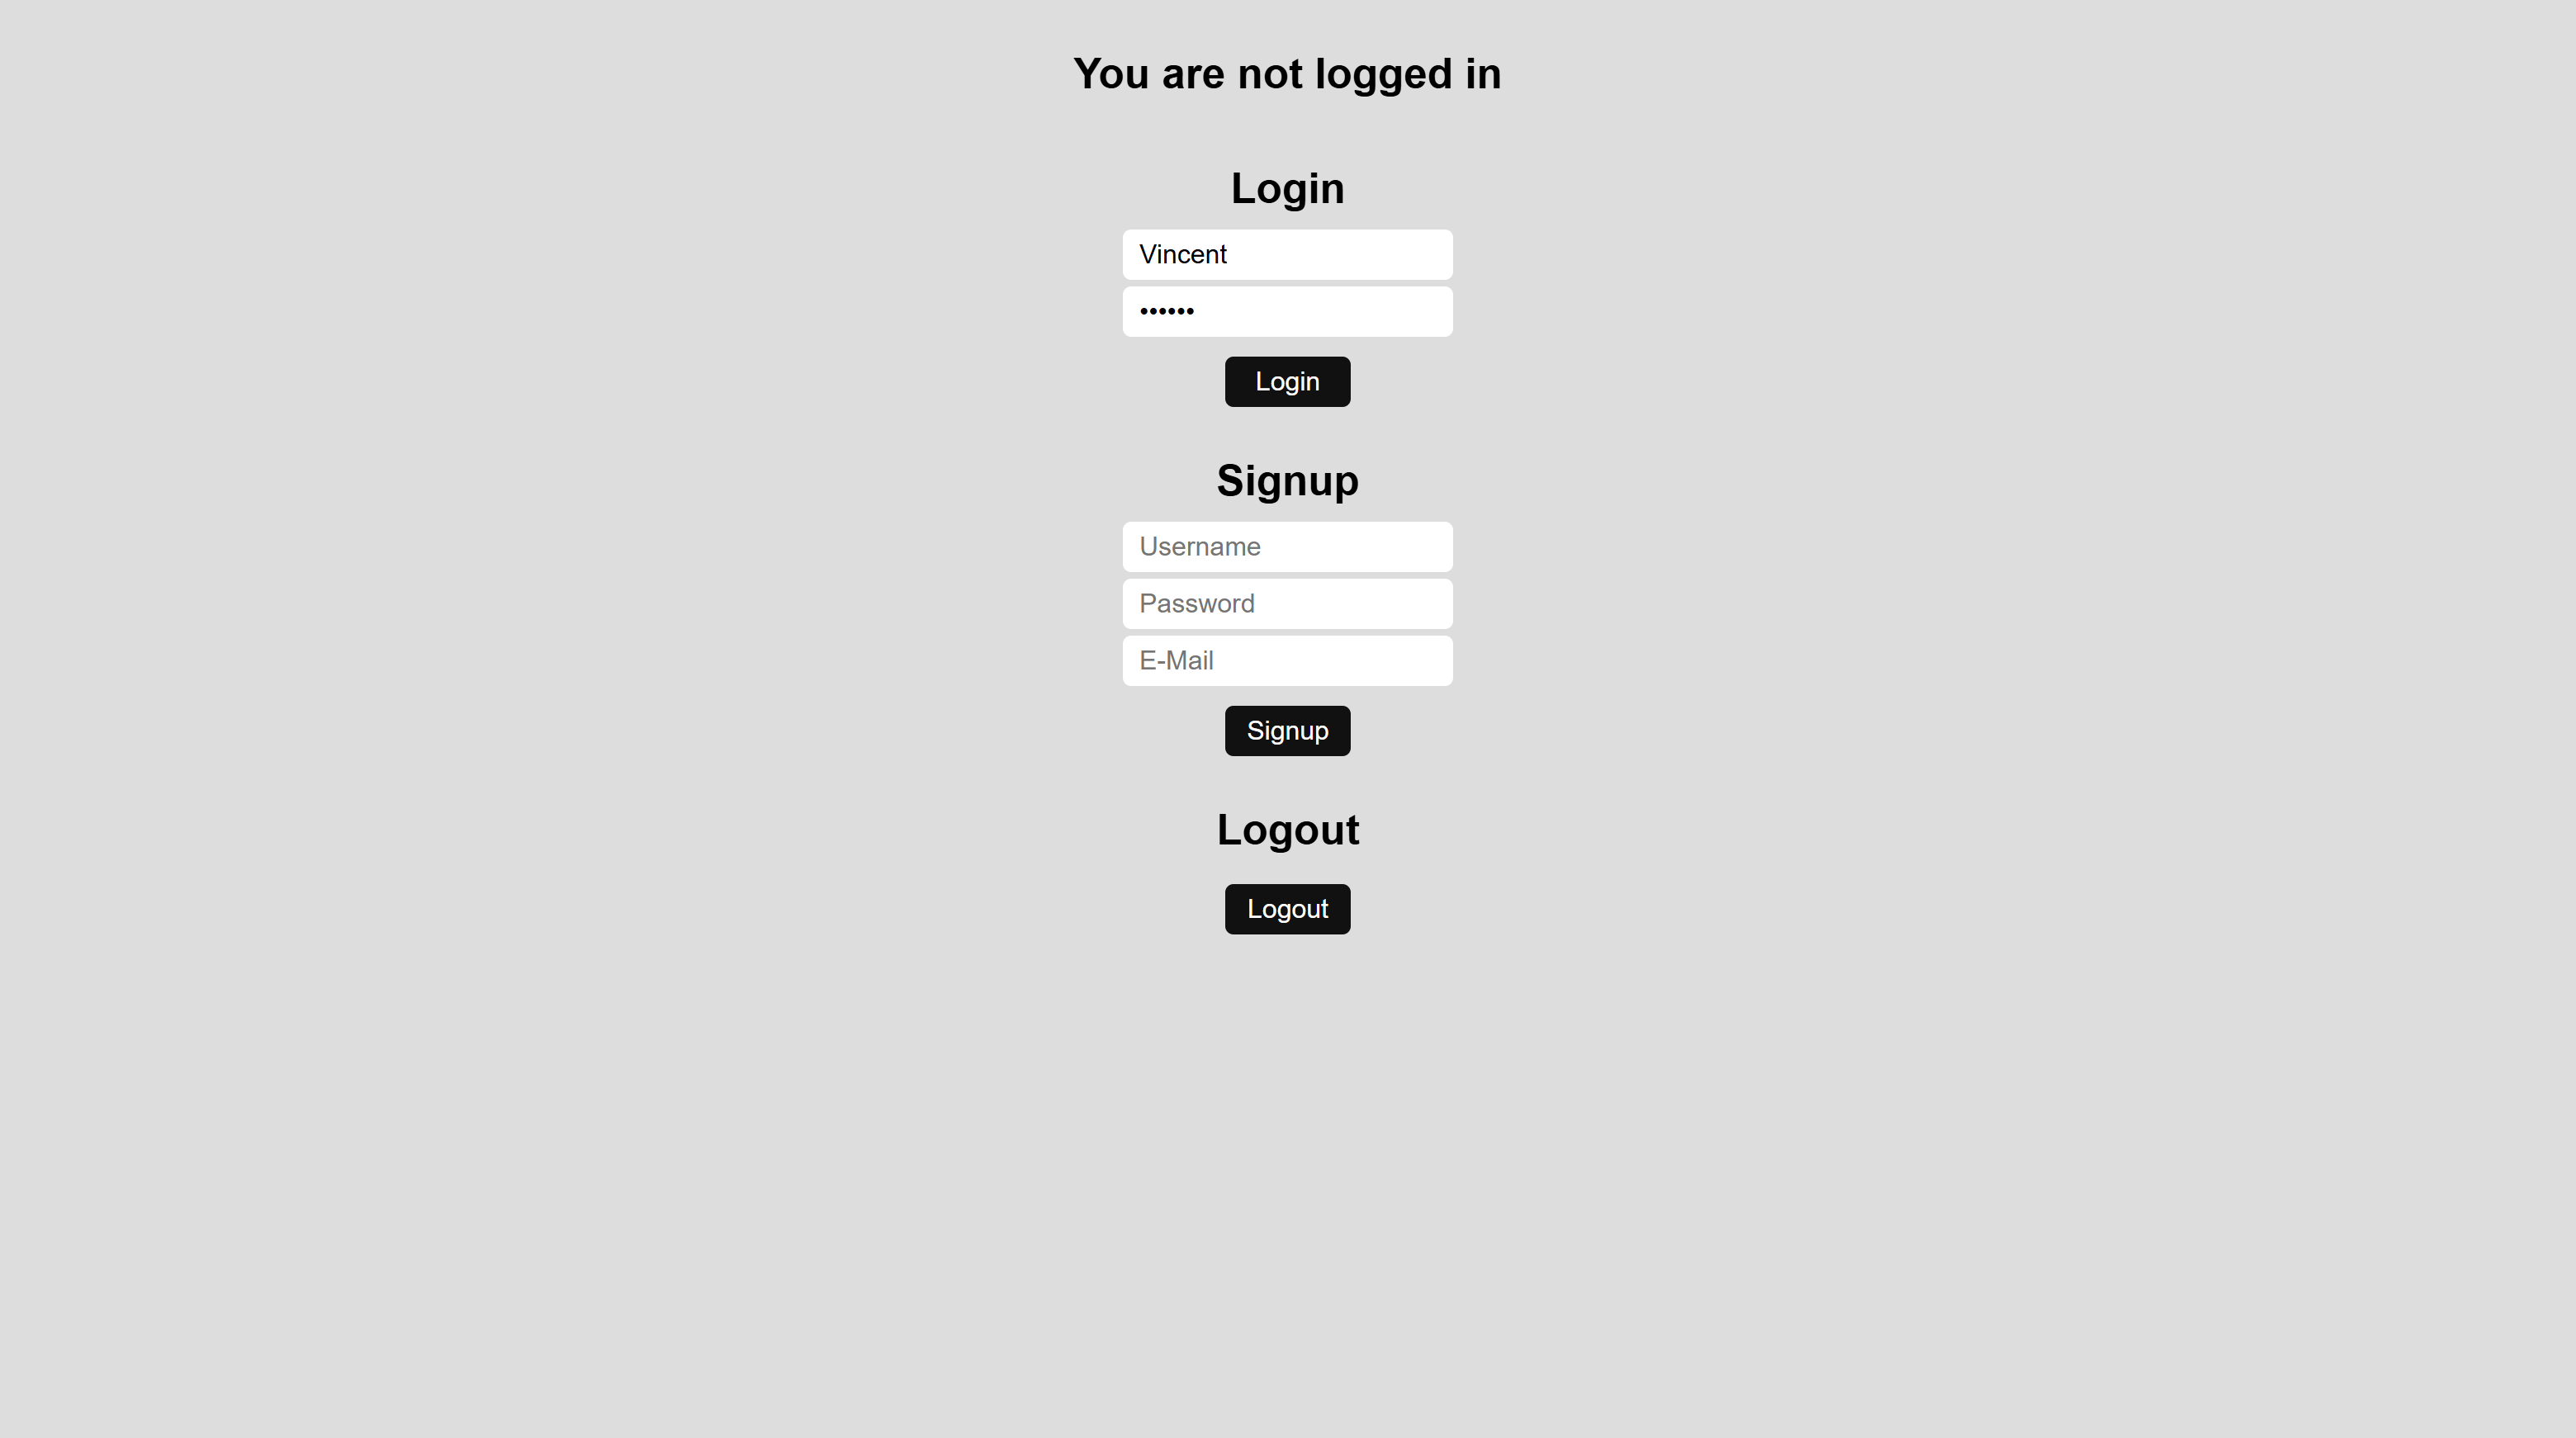 You are not logged in
Login
Vincent
••••••
Login
Signup
Username
Password
E-Mail
Signup
Logout
Logout